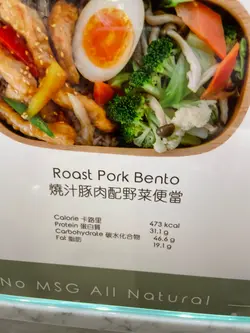 Roast Pork Bento
燒汁豚肉配野菜便當
Calorie 卡路里 473 kcal
Protein 蛋白質 31.1 g
Carbohydrate 碳水化合物 46.6 g
Fat 脂肪 19.1 g
No MSG All Natural